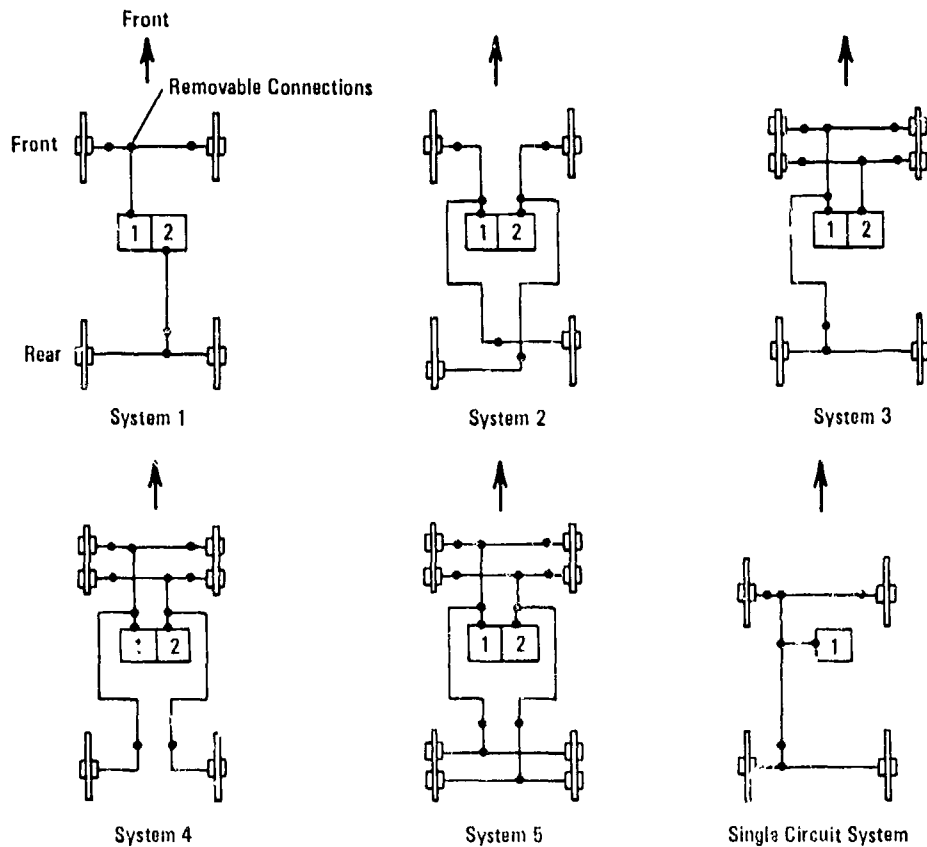 Front
Removable Connections
Front
1 2
Rear
System 1
1 2
System 2
1 2
System 3
1 2
System 4
1 2
System 5
1
Single Circuit System